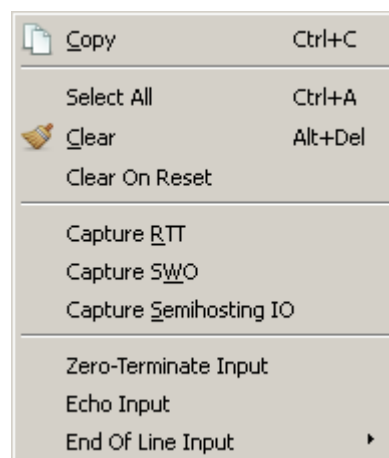 Copy Ctrl+C
Select All Ctrl+A
Clear Alt+Del
Clear On Reset
Capture RTT
Capture SWO
Capture Semihosting IO
Zero-Terminate Input
Echo Input
End Of Line Input